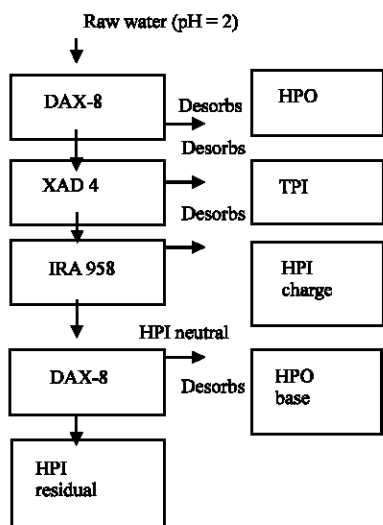 Raw water (pH = 2)
DAX-8
Desorbs
HPO
Desorbs
XAD 4
TPI
Desorbs
IRA 958
HPI
charge
HPI neutral
DAX-8
Desorbs
HPO
base
HPI
residual